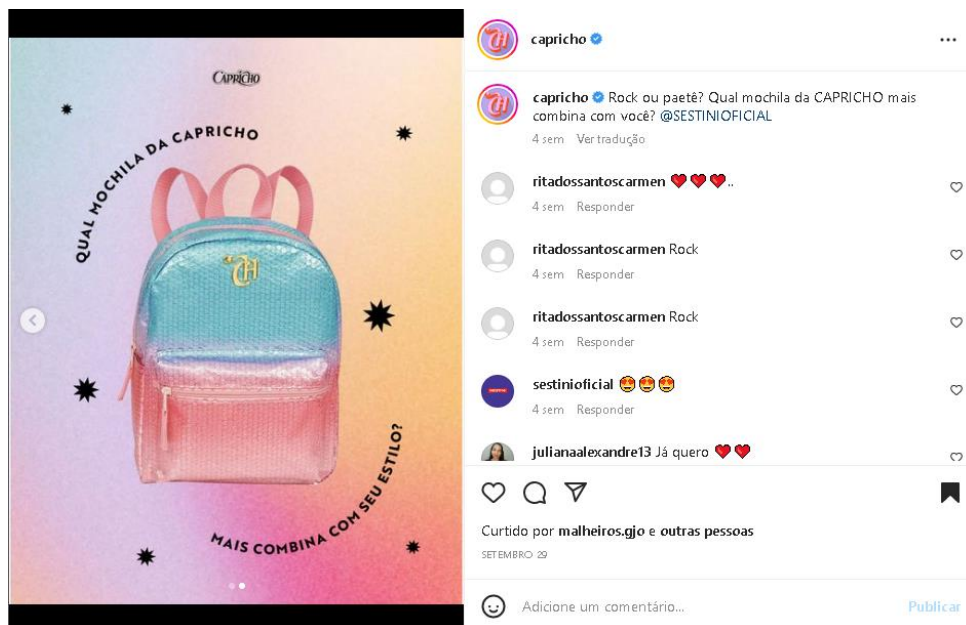 CAPRICHO
QUAL MOCHILA DA CAPRICHO
CH
MAIS COMBINA COM SEU ESTILO?
capricho
capricho Rock ou paetê? Qual mochila da CAPRICHO mais
combina com você? @SESTINIOFICIAL
4 sem Ver tradução
ritadossantoscarmen ❤️❤️❤️..
4 sem Responder
ritadossantoscarmen Rock
4 sem Responder
ritadossantoscarmen Rock
4 sem Responder
sestinioficial 😍😍😍
4 sem Responder
julianaalexandre13 Já quero ❤️❤️
Curtido por malheiros.gjo e outras pessoas
SETEMBRO 29
Adicione um comentário... Publicar